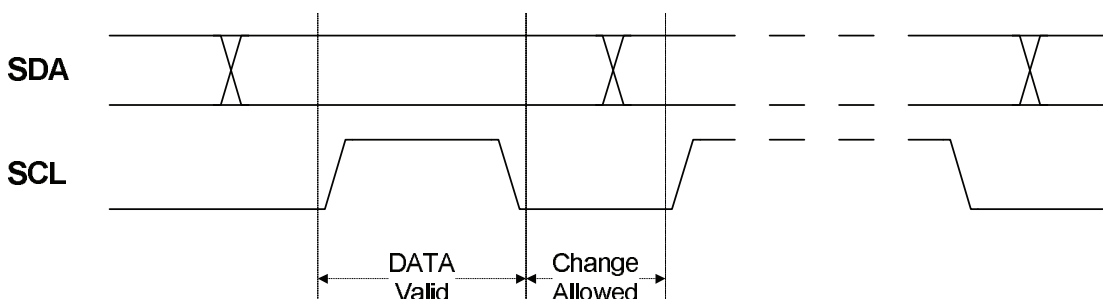 SDA
SCL
DATA
Valid
Change
Allowed